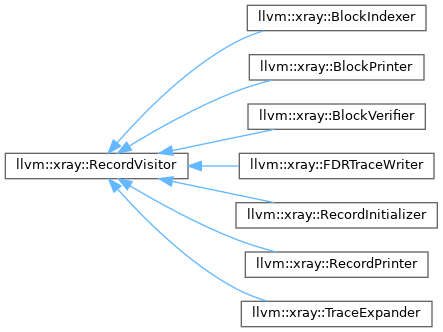 llvm::xray::BlockIndexer
llvm::xray::BlockPrinter
llvm::xray::BlockVerifier
llvm::xray::RecordVisitor
llvm::xray::FDRTraceWriter
llvm::xray::RecordInitializer
llvm::xray::RecordPrinter
llvm::xray::TraceExpander